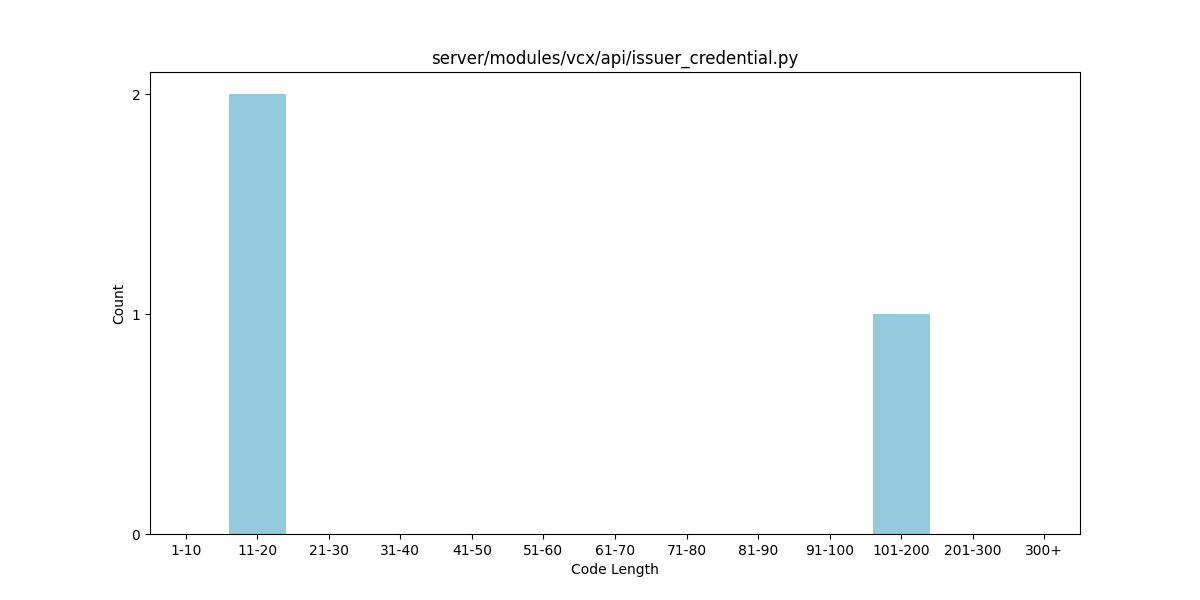 server/modules/vcx/api/issuer_credential.py
Count
2
1
0
1-10 11-20 21-30 31-40 41-50 51-60 61-70 71-80 81-90 91-100 101-200 201-300 300+
Code Length